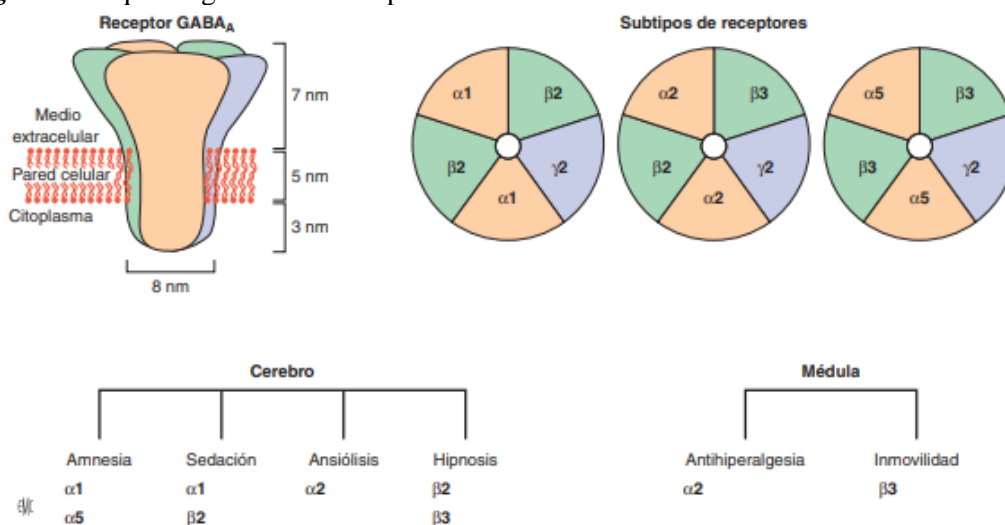 Receptor GABAA
Subtipos de receptores
7 nm
Medio
extracelular
Pared celular
5 nm
Citoplasma
3 nm
8 nm
α1 β2 γ2 α1 β2
α2 β3 γ2 α2 β2
α5 β3 γ2 α5 β3
Cerebro
Médula
Amnesia Sedación Ansiólisis Hipnosis
Antihiperalgesia Inmovilidad
α1 α1 α2 β2
α2 β3
α5 β2 β3